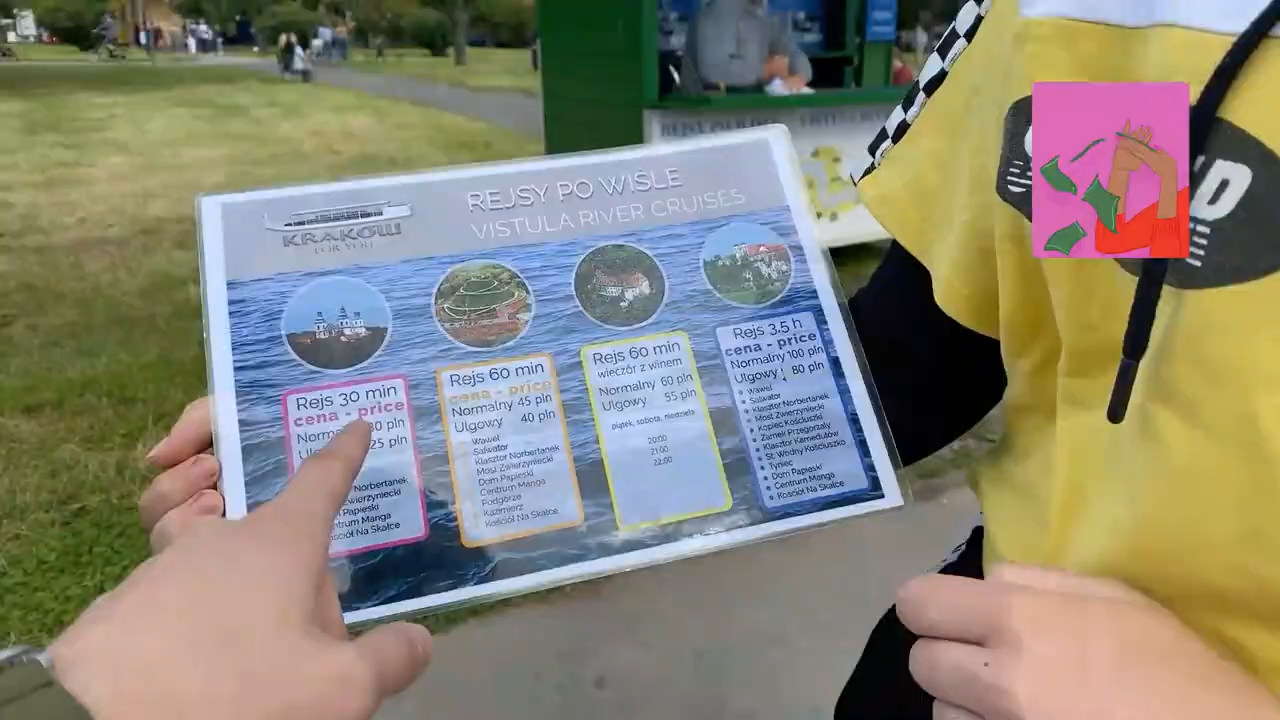 REJSY PO WIŚLE
VISTULA RIVER CRUISES
KRAKÓW
FOR YOU
Rejs 30 min
cena - price
30 pln
25 pln
Norbertanek
Zwierzyniecki
Papieski
Centrum Manga
Kościół Na Skałce
Rejs 60 min
cena - price
Normalny 45 pln
Ulgowy 40 pln
Wawel
Salwator
Klasztor Norbertanek
Most Zwierzyniecki
Dom Papieski
Centrum Manga
Podgórze
Kazimierz
Kościół Na Skałce
Rejs 60 min
wieczór z winem
Normalny 60 pln
Ulgowy 55 pln
piątek, sobota, niedziela
20:00
21:00
22:00
Rejs 3,5 h
cena - price
Normalny 100 pln
Ulgowy 80 pln
Wawel
Salwator
Klasztor Norbertanek
Most Zwierzyniecki
Kopiec Kościuszki
Zamek Przegorzały
Klasztor Kamedułów
St. Wodny Kościuszko
Tyniec
Dom Papieski
Centrum Manga
Kościół Na Skałce